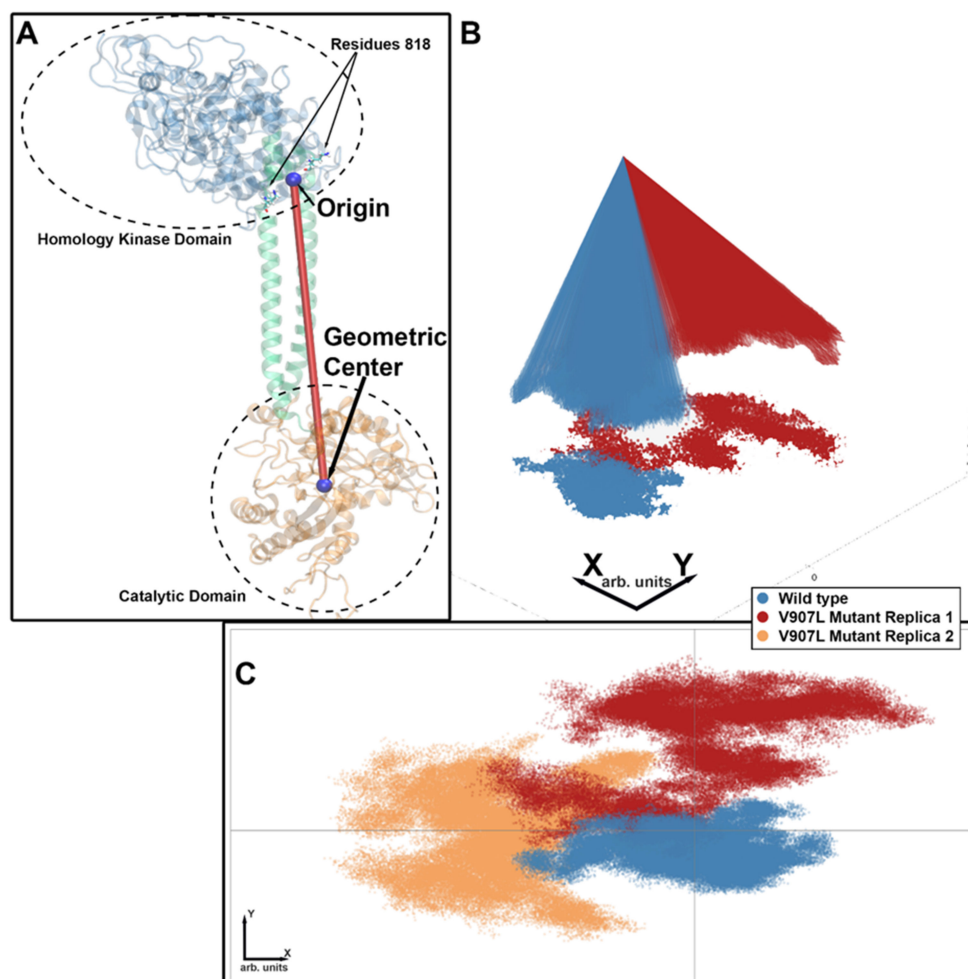 A
Residues 818
Origin
Homology Kinase Domain
Geometric
Center
Catalytic Domain
B
X
Y
arb. units
0
Wild type
V907L Mutant Replica 1
V907L Mutant Replica 2
C
Y
X
arb. units